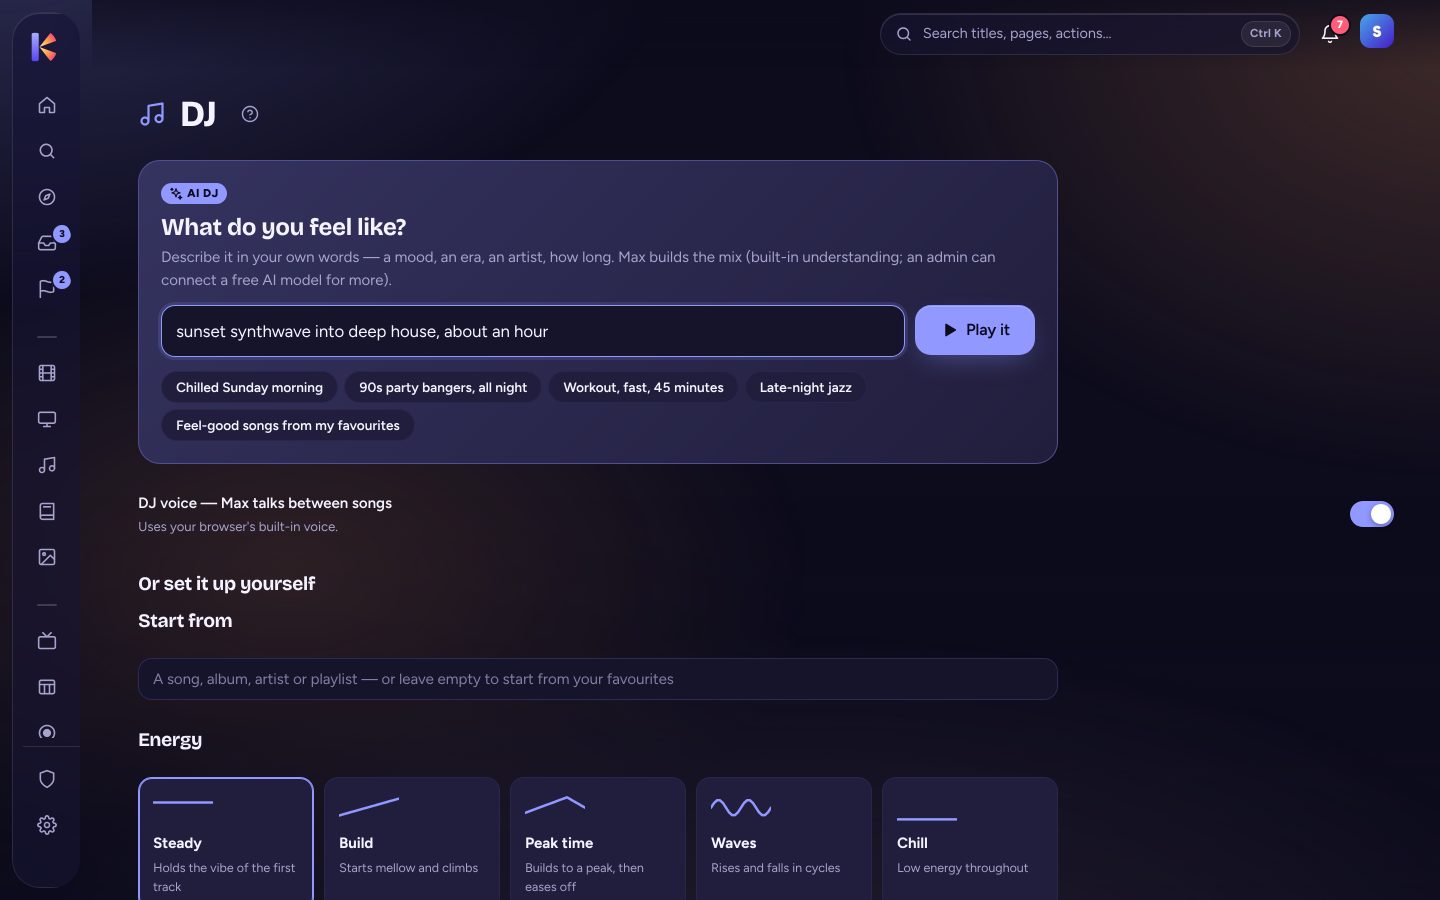 Search titles, pages, actions...
Ctrl K
7
S
DJ
AI DJ
What do you feel like?
Describe it in your own words — a mood, an era, an artist, how long. Max builds the mix (built-in understanding; an admin can
connect a free AI model for more).
sunset synthwave into deep house, about an hour
Play it
Chilled Sunday morning
90s party bangers, all night
Workout, fast, 45 minutes
Late-night jazz
Feel-good songs from my favourites
3
2
DJ voice — Max talks between songs
Uses your browser's built-in voice.
Or set it up yourself
Start from
A song, album, artist or playlist — or leave empty to start from your favourites
Energy
Steady
Holds the vibe of the first
track
Build
Starts mellow and climbs
Peak time
Builds to a peak, then
eases off
Waves
Rises and falls in cycles
Chill
Low energy throughout